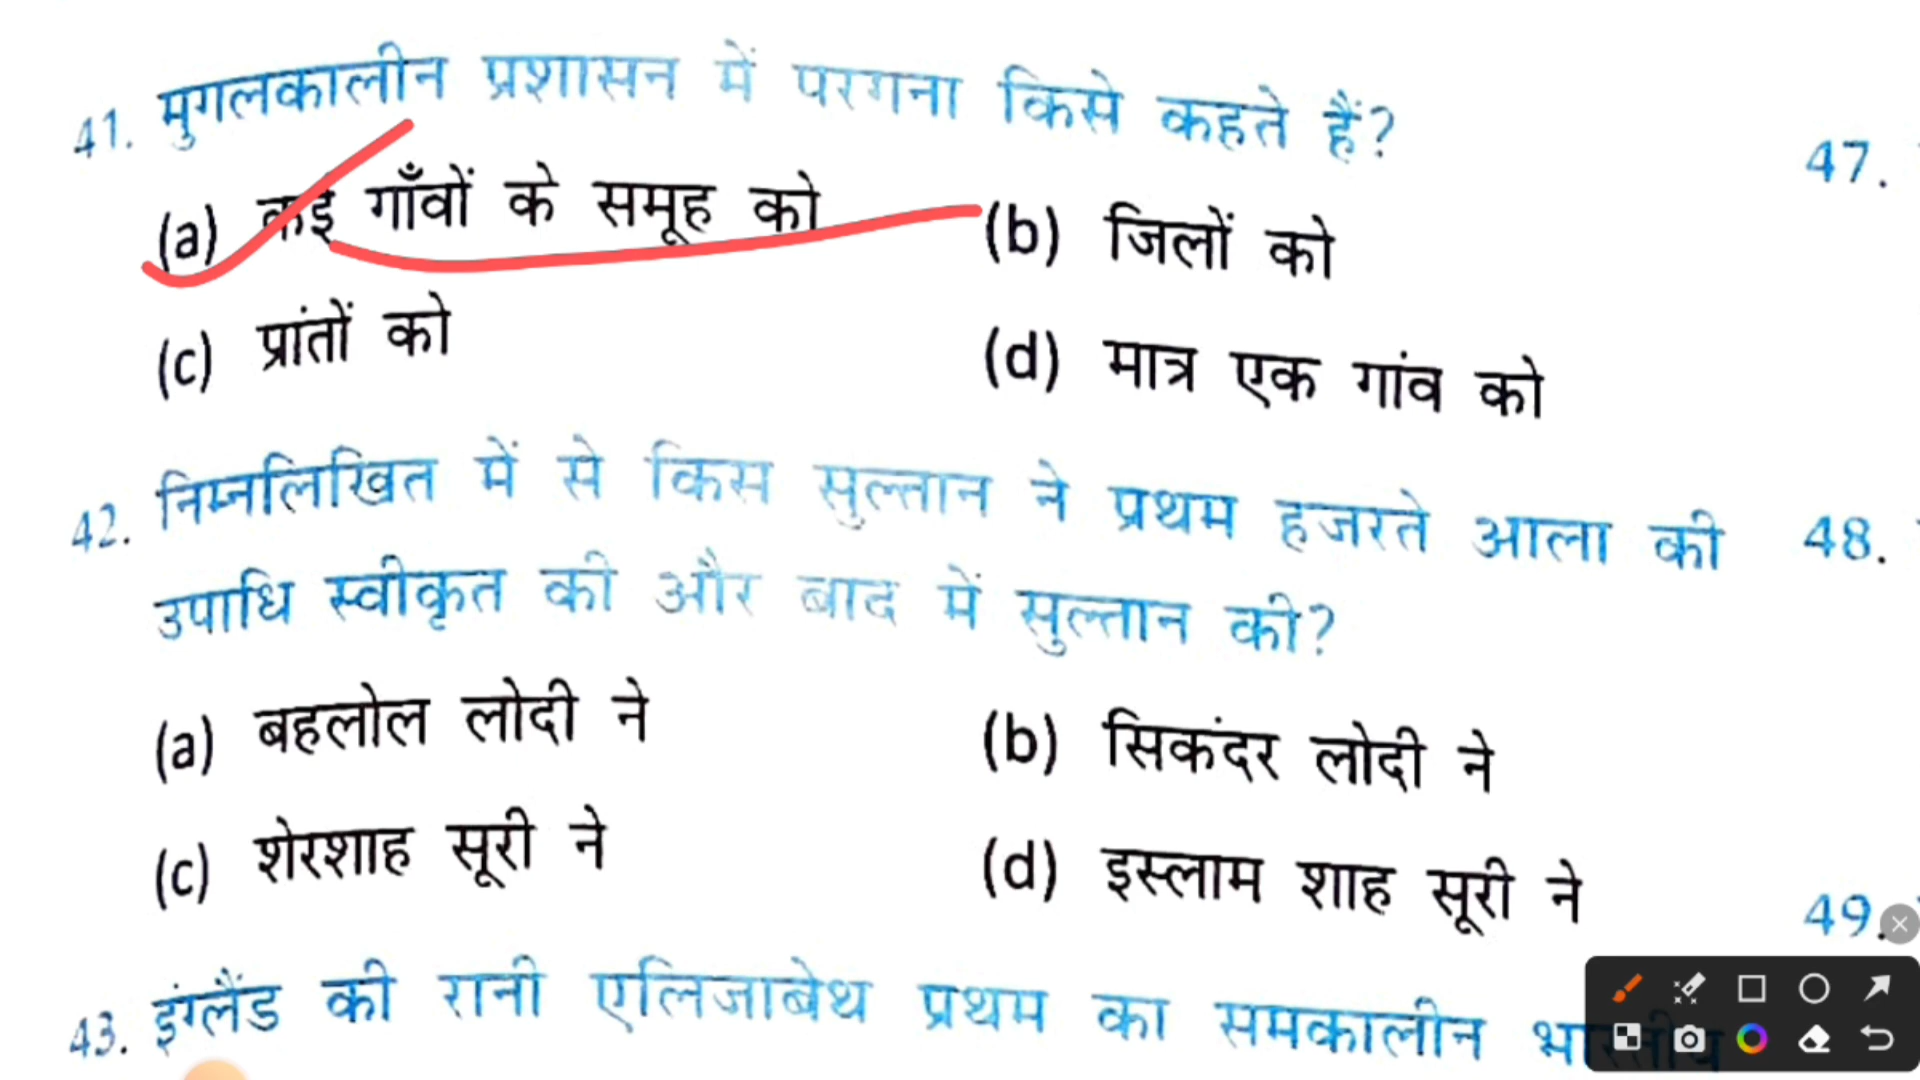 41. मुगलकालीन प्रशासन में परगना किसे कहते हैं?
(a) कई गाँवों के समूह को (b) जिलों को
(c) प्रांतों को (d) मात्र एक गांव को
42. निम्नलिखित में से किस सुल्तान ने प्रथम हजरते आला की
उपाधि स्वीकृत की और बाद में सुल्तान की?
(a) बहलोल लोदी ने (b) सिकंदर लोदी ने
(c) शेरशाह सूरी ने (d) इस्लाम शाह सूरी ने
43. इंग्लैंड की रानी एलिजाबेथ प्रथम का समकालीन भारतीय
47.
48.
49.